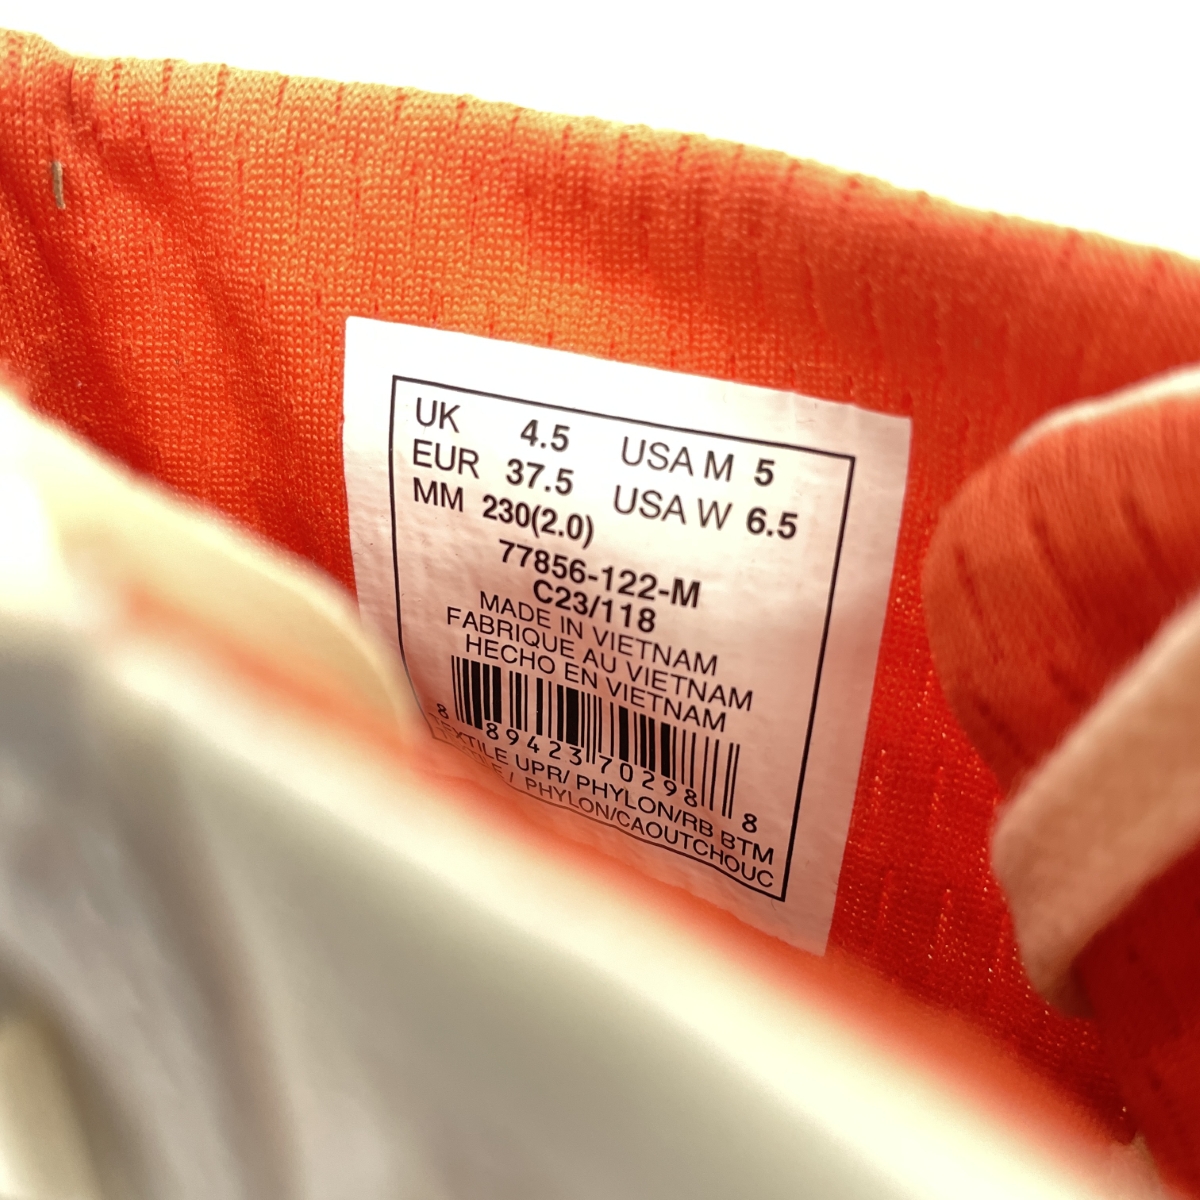 UK 4.5 USA M 5
EUR 37.5 USA W 6.5
MM 230(2.0)
77856-122-M
C23/118
MADE IN VIETNAM
FABRIQUE AU VIETNAM
HECHO EN VIETNAM
8 89423 70298 8
TEXTILE UPR/ PHYLON/RB BTM
/ PHYLON/CAOUTCHOUC